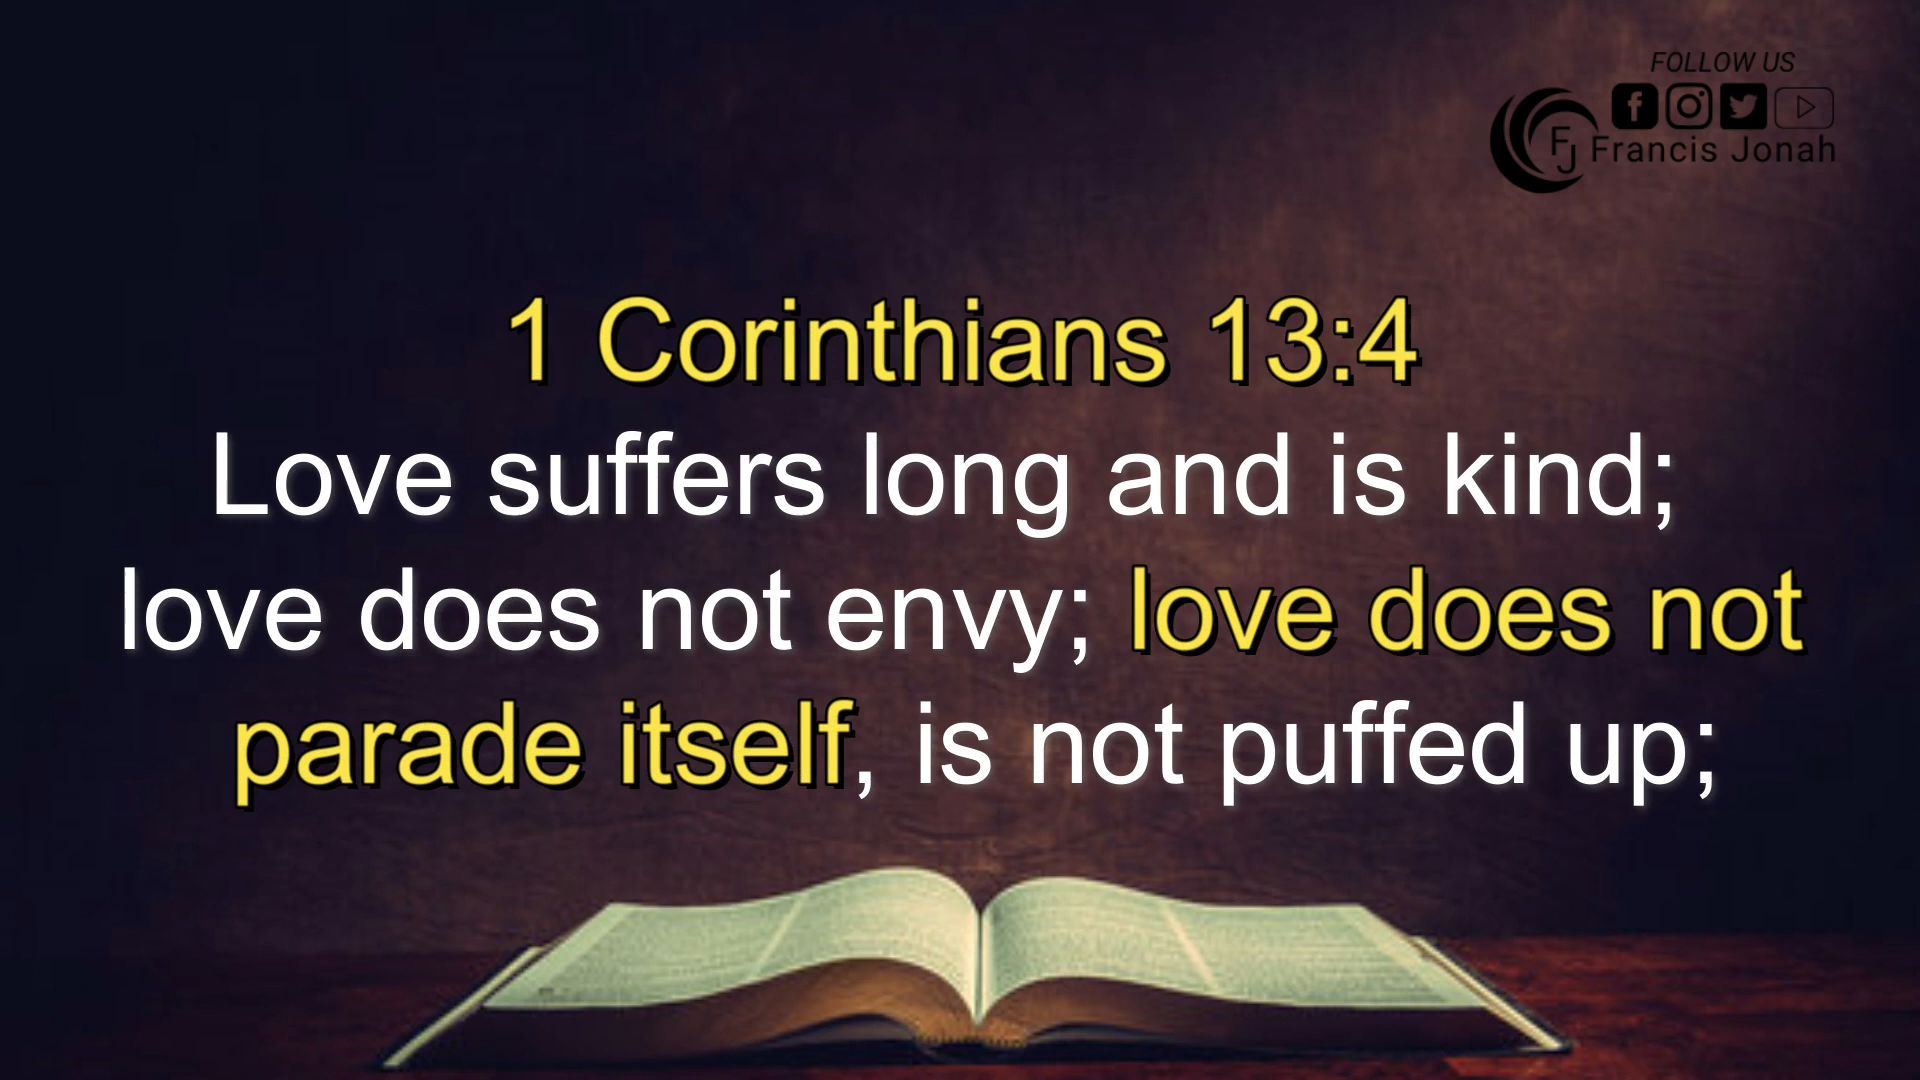 FOLLOW US
FJ Francis Jonah
1 Corinthians 13:4
Love suffers long and is kind;
love does not envy; love does not
parade itself, is not puffed up;